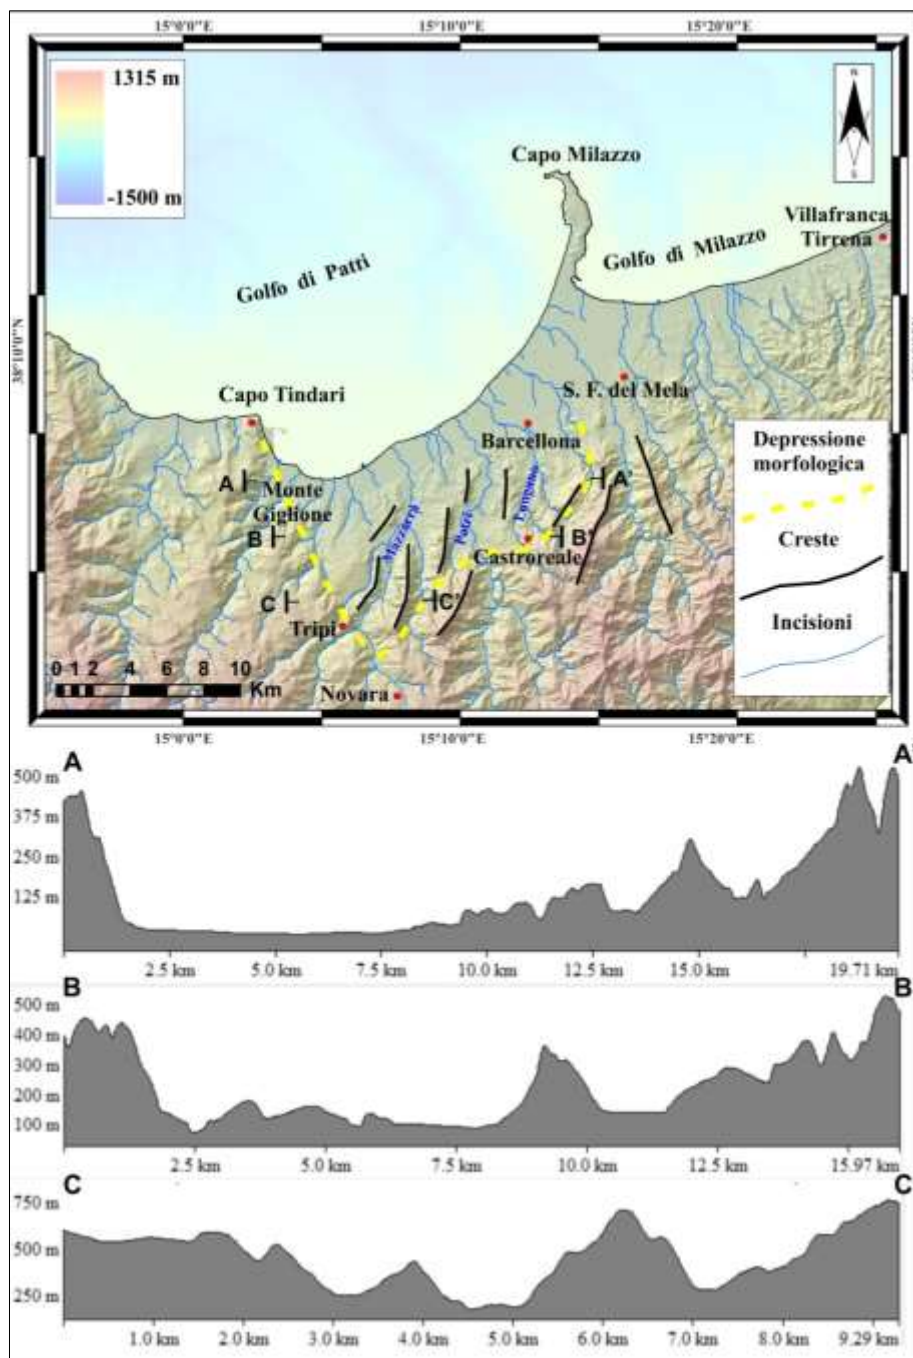 15°0'0"E 15°10'0"E 15°20'0"E
1315 m
-1500 m
N
S
Capo Milazzo
Villafranca
Tirrena
Golfo di Milazzo
Golfo di Patti
38°10'0"N
Capo Tindari
S. F. del Mela
Barcellona
Depressione
morfologica
Creste
Incisioni
A
Monte
Giglione
A'
Longano
Patrì
Mazzarrà
B
B'
Castroreale
C
C'
Tripi
0 1 2 4 6 8 10
Km
Novara
15°0'0"E 15°10'0"E 15°20'0"E
A A'
500 m
375 m
250 m
125 m
2.5 km 5.0 km 7.5 km 10.0 km 12.5 km 15.0 km 19.71 km
B B
500 m
400 m
300 m
200 m
100 m
2.5 km 5.0 km 7.5 km 10.0 km 12.5 km 15.97 km
C C
750 m
500 m
250 m
1.0 km 2.0 km 3.0 km 4.0 km 5.0 km 6.0 km 7.0 km 8.0 km 9.29 km